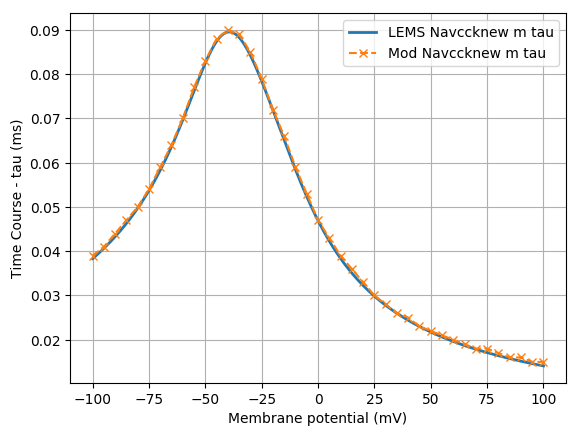 LEMS Navccknew m tau
Mod Navccknew m tau
Time Course - tau (ms)
0.09
0.08
0.07
0.06
0.05
0.04
0.03
0.02
−100 −75 −50 −25 0 25 50 75 100
Membrane potential (mV)